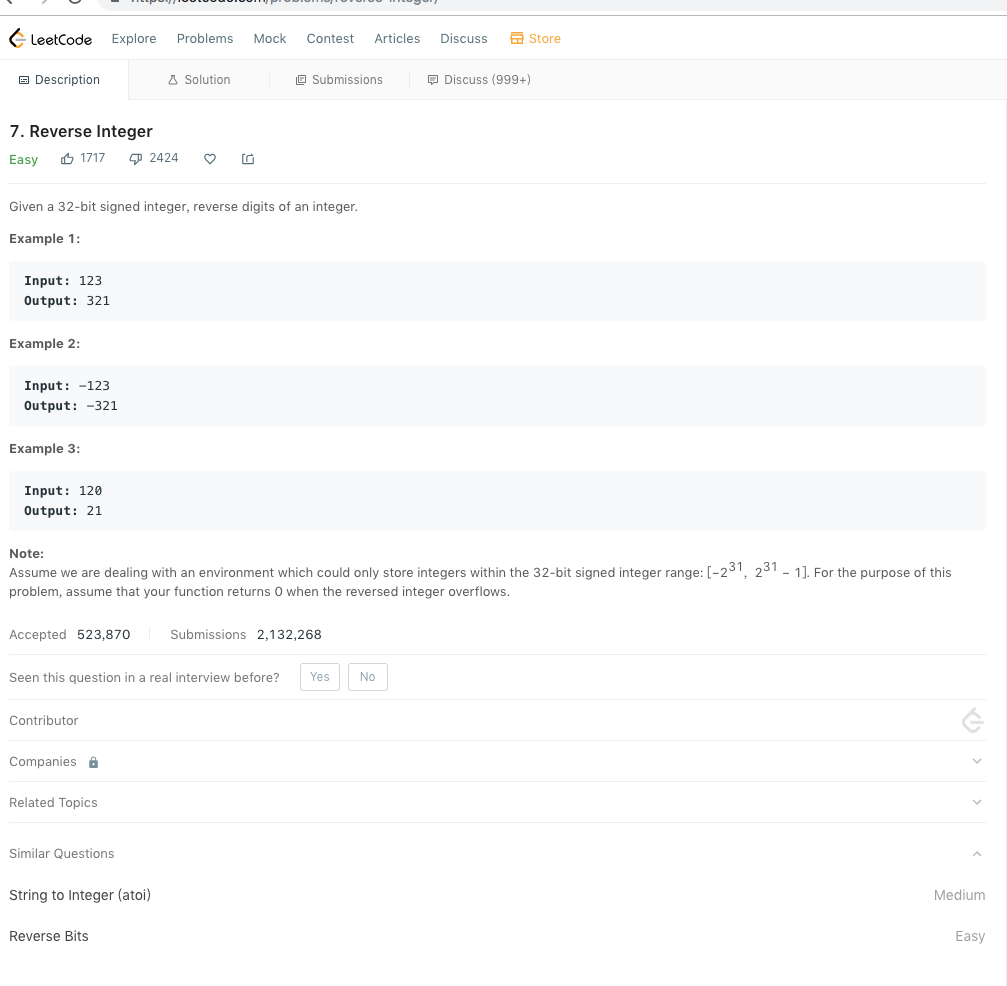 LeetCode Explore Problems Mock Contest Articles Discuss Store
Description Solution Submissions Discuss (999+)
7. Reverse Integer
Easy 1717 2424
Given a 32-bit signed integer, reverse digits of an integer.
Example 1:
Input: 123
Output: 321
Example 2:
Input: -123
Output: -321
Example 3:
Input: 120
Output: 21
Note:
Assume we are dealing with an environment which could only store integers within the 32-bit signed integer range: [−2³¹, 2³¹ − 1]. For the purpose of this
problem, assume that your function returns 0 when the reversed integer overflows.
Accepted 523,870 Submissions 2,132,268
Seen this question in a real interview before? Yes No
Contributor
Companies
Related Topics
Similar Questions
String to Integer (atoi) Medium
Reverse Bits Easy